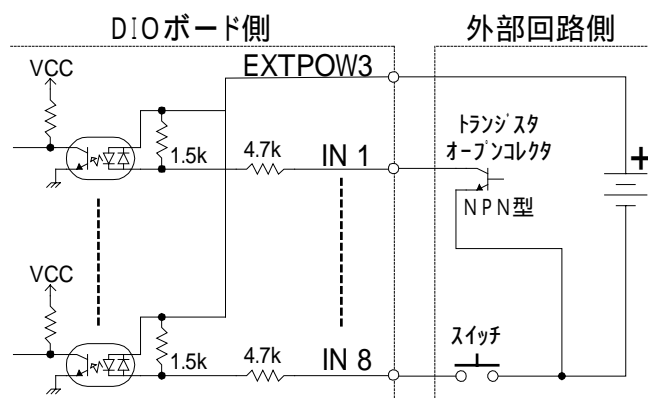 DIOボード側
外部回路側
VCC
EXTPOW3
トランジスタ
オープンコレクタ
1.5k
4.7k
IN 1
+
NPN型
VCC
スイッチ
1.5k
4.7k
IN 8